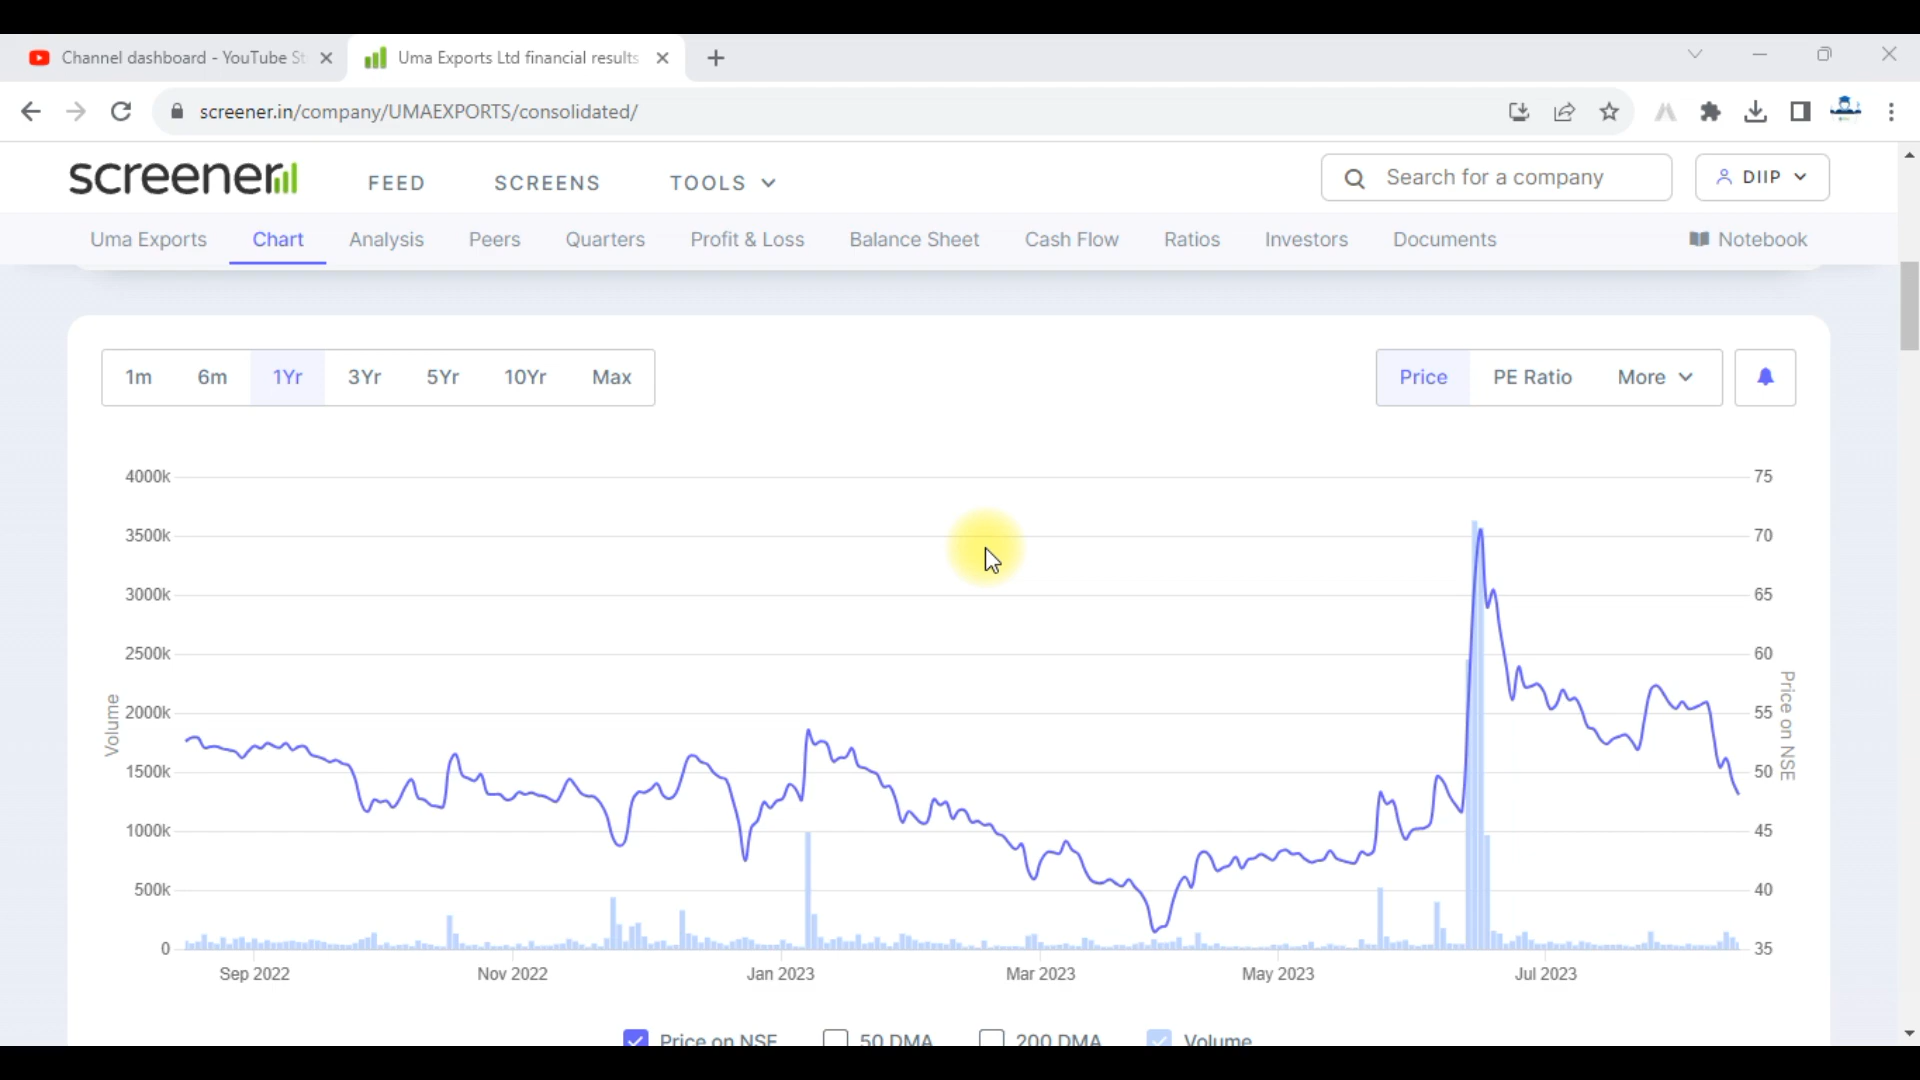 Channel dashboard - YouTube St
Uma Exports Ltd financial results
screener.in/company/UMAEXPORTS/consolidated/
screener
FEED
SCREENS
TOOLS
Search for a company
DIIP
Uma Exports
Chart
Analysis
Peers
Quarters
Profit & Loss
Balance Sheet
Cash Flow
Ratios
Investors
Documents
Notebook
1m
6m
1Yr
3Yr
5Yr
10Yr
Max
Price
PE Ratio
More
4000k
75
3500k
70
3000k
65
2500k
60
2000k
55
1500k
50
1000k
45
500k
40
0
35
Volume
Price on NSE
Sep 2022
Nov 2022
Jan 2023
Mar 2023
May 2023
Jul 2023
Price on NSE
50 DMA
200 DMA
Volume